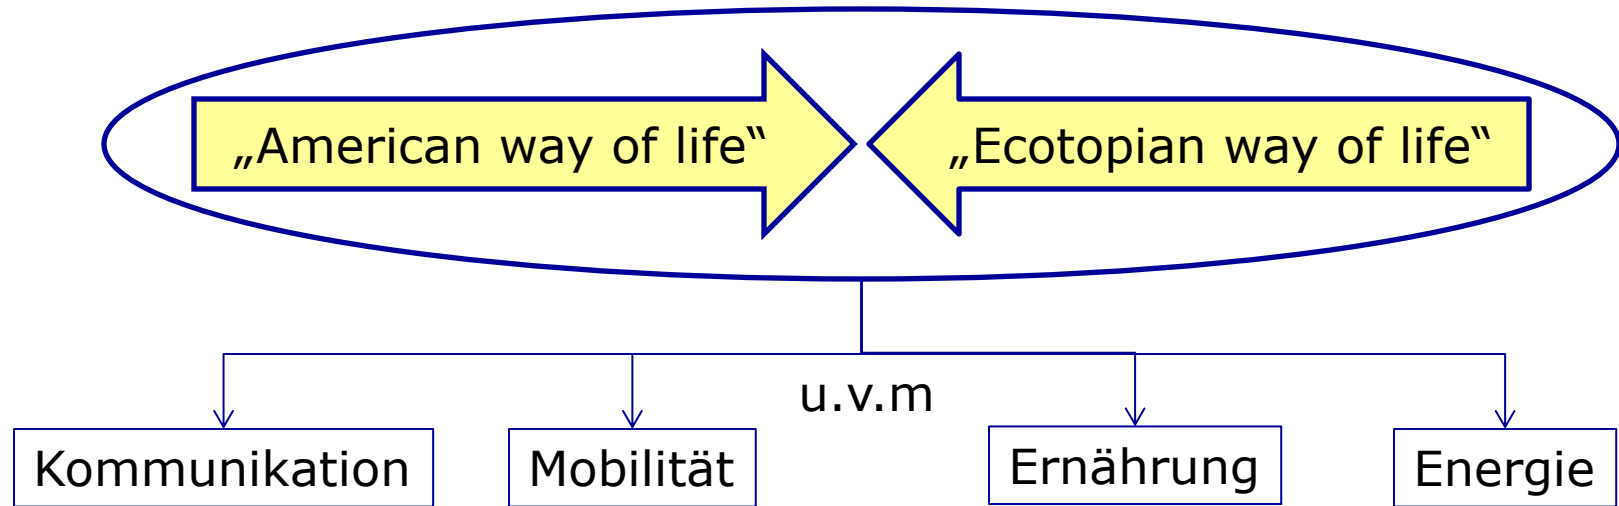 „American way of life“
„Ecotopian way of life“
u.v.m
Kommunikation
Mobilität
Ernährung
Energie